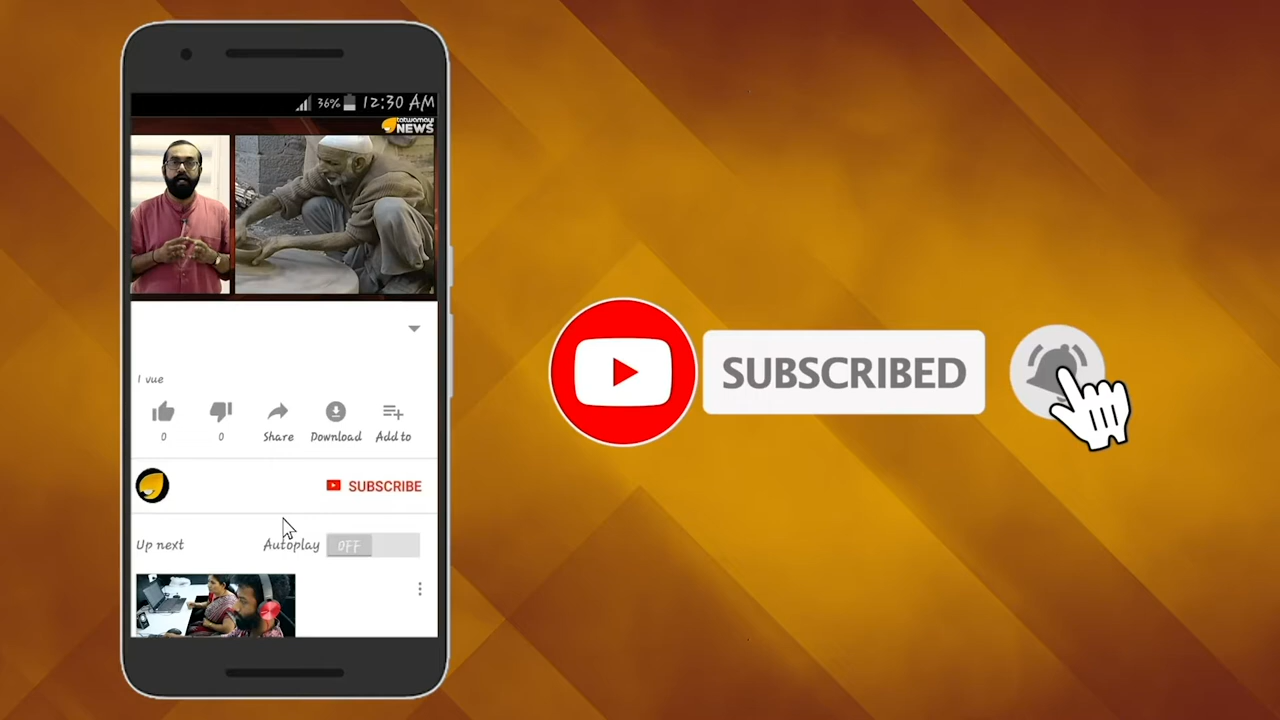 36% 12:30 AM
tatwamayi
NEWS
1 vue
0 0 Share Download Add to
SUBSCRIBE
Up next Autoplay OFF
SUBSCRIBED